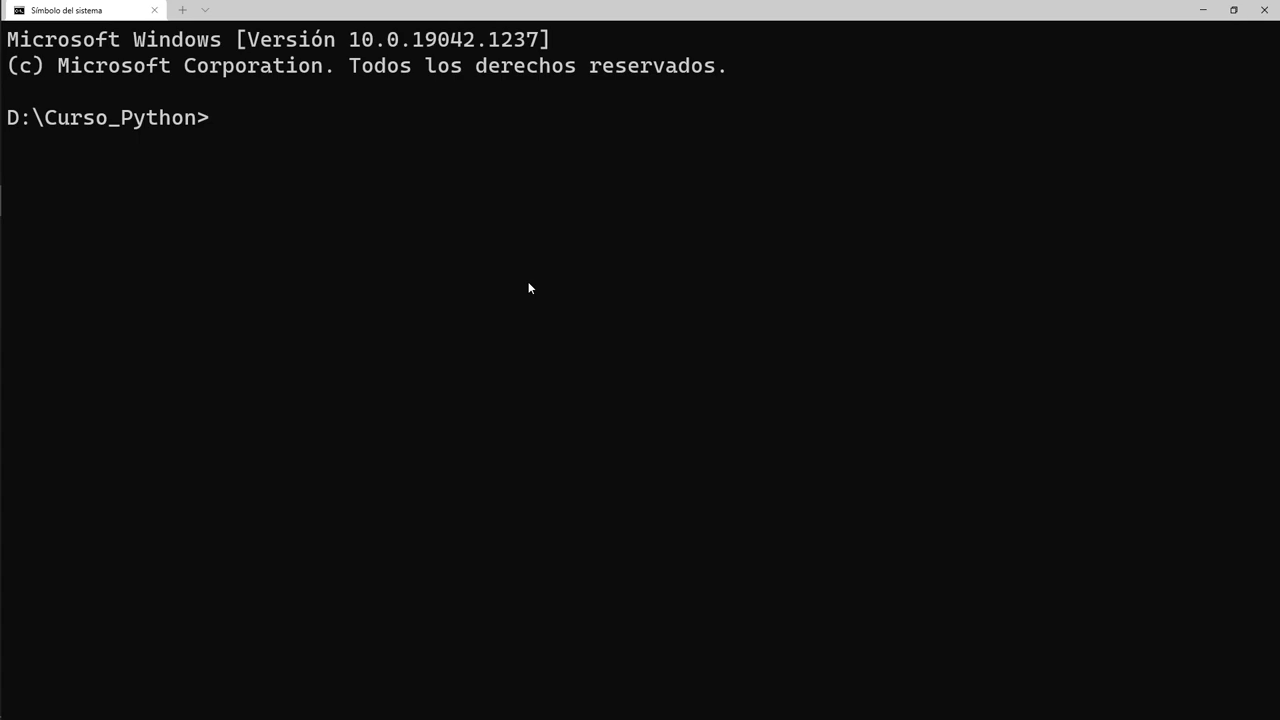 Símbolo del sistema
Microsoft Windows [Versión 10.0.19042.1237]
(c) Microsoft Corporation. Todos los derechos reservados.
D:\Curso_Python>